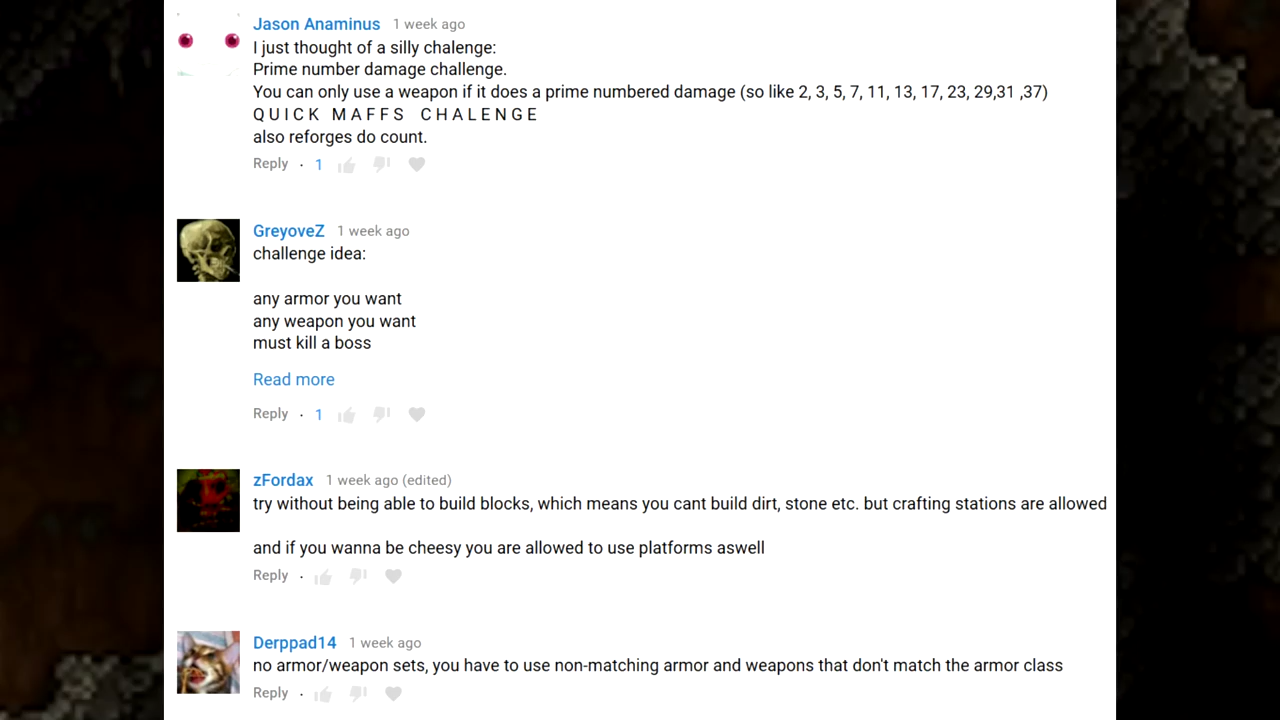 Jason Anaminus 1 week ago
I just thought of a silly chalenge:
Prime number damage challenge.
You can only use a weapon if it does a prime numbered damage (so like 2, 3, 5, 7, 11, 13, 17, 23, 29,31 ,37)
Q U I C K   M A F F S   C H A L E N G E
also reforges do count.
Reply · 1
GreyoveZ 1 week ago
challenge idea:
any armor you want
any weapon you want
must kill a boss
Read more
Reply · 1
zFordax 1 week ago (edited)
try without being able to build blocks, which means you cant build dirt, stone etc. but crafting stations are allowed
and if you wanna be cheesy you are allowed to use platforms aswell
Reply ·
Derppad14 1 week ago
no armor/weapon sets, you have to use non-matching armor and weapons that don't match the armor class
Reply ·